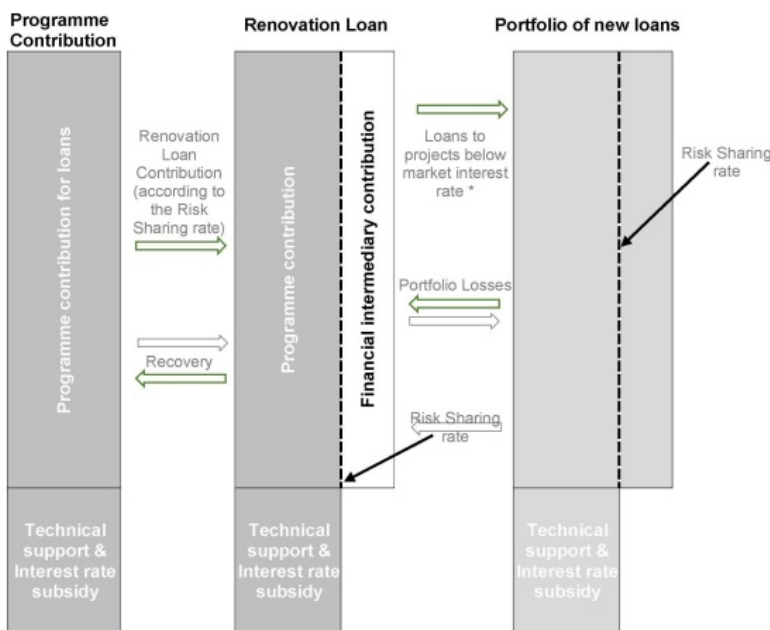 Programme
Contribution
Renovation Loan
Portfolio of new loans
Programme contribution for loans
Renovation
Loan
Contribution
(according to
the Risk
Sharing rate)
Recovery
Programme contribution
Financial intermediary contribution
Loans to
projects below
market interest
rate *
Portfolio Losses
Risk Sharing
rate
Risk Sharing
rate
Technical
support &
Interest rate
subsidy
Technical
support &
Interest rate
subsidy
Technical
support &
Interest rate
subsidy